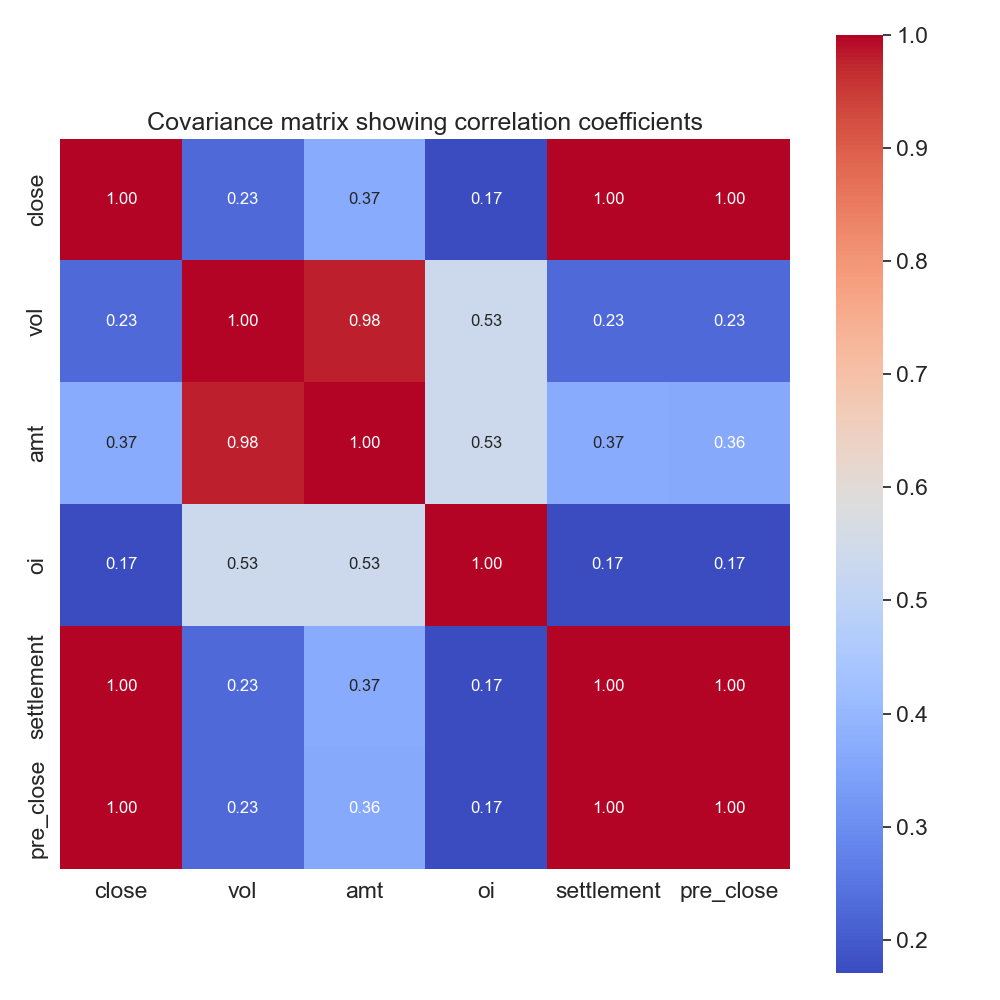 Covariance matrix showing correlation coefficients
close 1.00 0.23 0.37 0.17 1.00 1.00
vol 0.23 1.00 0.98 0.53 0.23 0.23
amt 0.37 0.98 1.00 0.53 0.37 0.36
oi 0.17 0.53 0.53 1.00 0.17 0.17
settlement 1.00 0.23 0.37 0.17 1.00 1.00
pre_close 1.00 0.23 0.36 0.17 1.00 1.00
close vol amt oi settlement pre_close
1.0
0.9
0.8
0.7
0.6
0.5
0.4
0.3
0.2